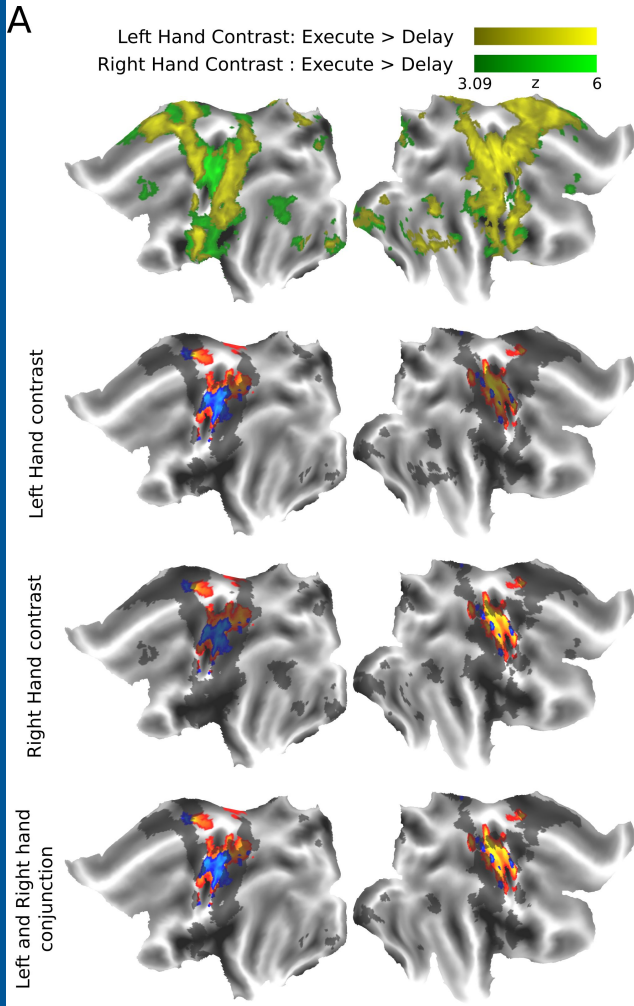 A
Left Hand Contrast: Execute > Delay
Right Hand Contrast : Execute > Delay
3.09 z 6
Left Hand contrast
Right Hand contrast
Left and Right hand
conjunction